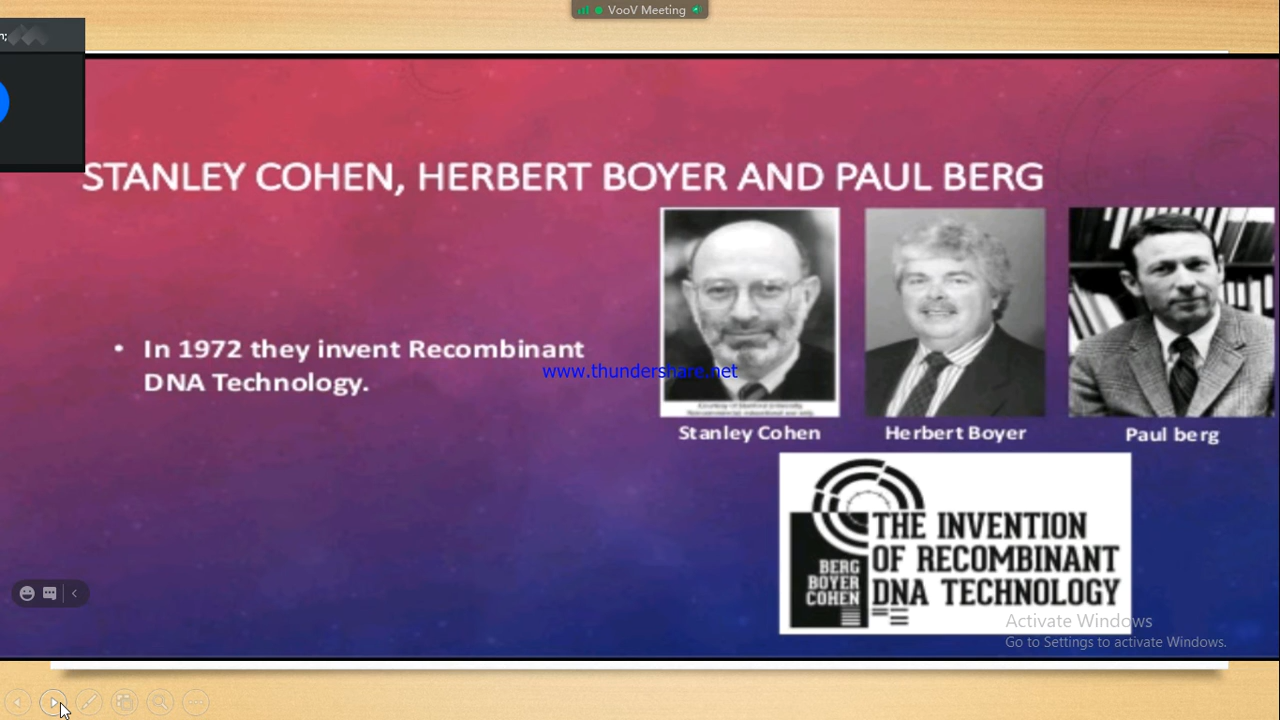 VooV Meeting
STANLEY COHEN, HERBERT BOYER AND PAUL BERG
• In 1972 they invent Recombinant
DNA Technology.
www.thundershare.net
Stanley Cohen
Herbert Boyer
Paul berg
BERG
BOYER
COHEN
THE INVENTION
OF RECOMBINANT
DNA TECHNOLOGY
Activate Windows
Go to Settings to activate Windows.